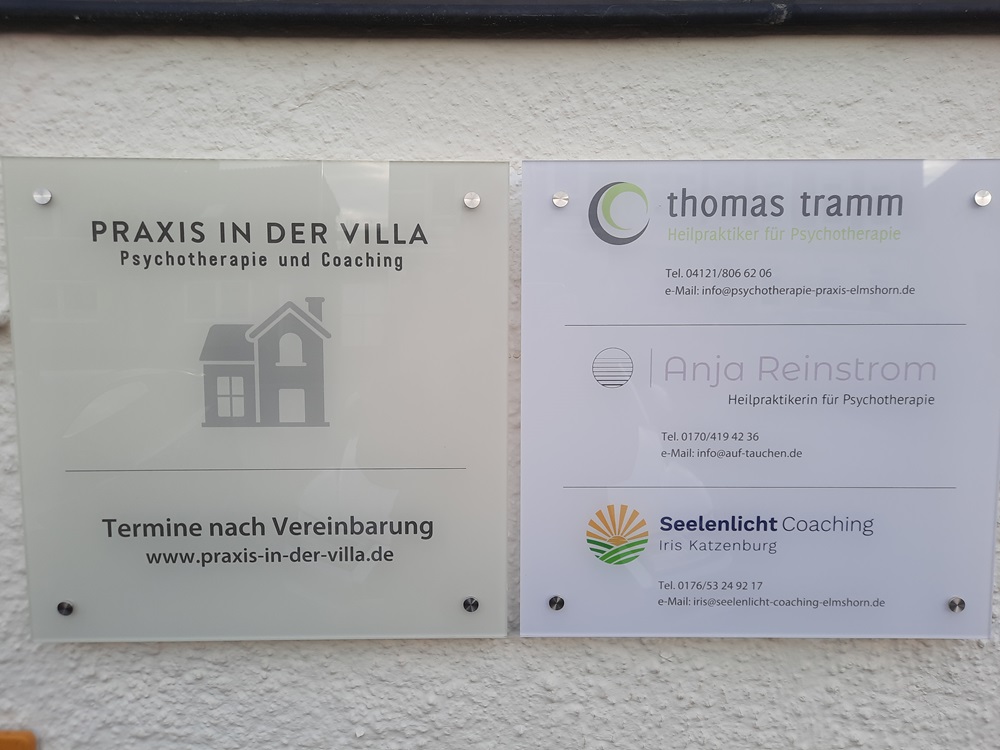 PRAXIS IN DER VILLA
Psychotherapie und Coaching
Termine nach Vereinbarung
www.praxis-in-der-villa.de
thomas tramm
Heilpraktiker für Psychotherapie
Tel. 04121/806 62 06
e-Mail: info@psychotherapie-praxis-elmshorn.de
Anja Reinstrom
Heilpraktikerin für Psychotherapie
Tel. 0170/419 42 36
e-Mail: info@auf-tauchen.de
Seelenlicht Coaching
Iris Katzenburg
Tel. 0176/53 24 92 17
e-Mail: iris@seelenlicht-coaching-elmshorn.de